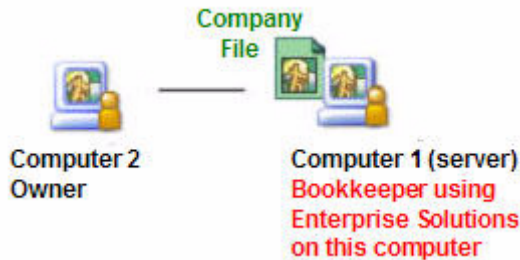 Company
File
Computer 2
Owner
Computer 1 (server)
Bookkeeper using
Enterprise Solutions
on this computer